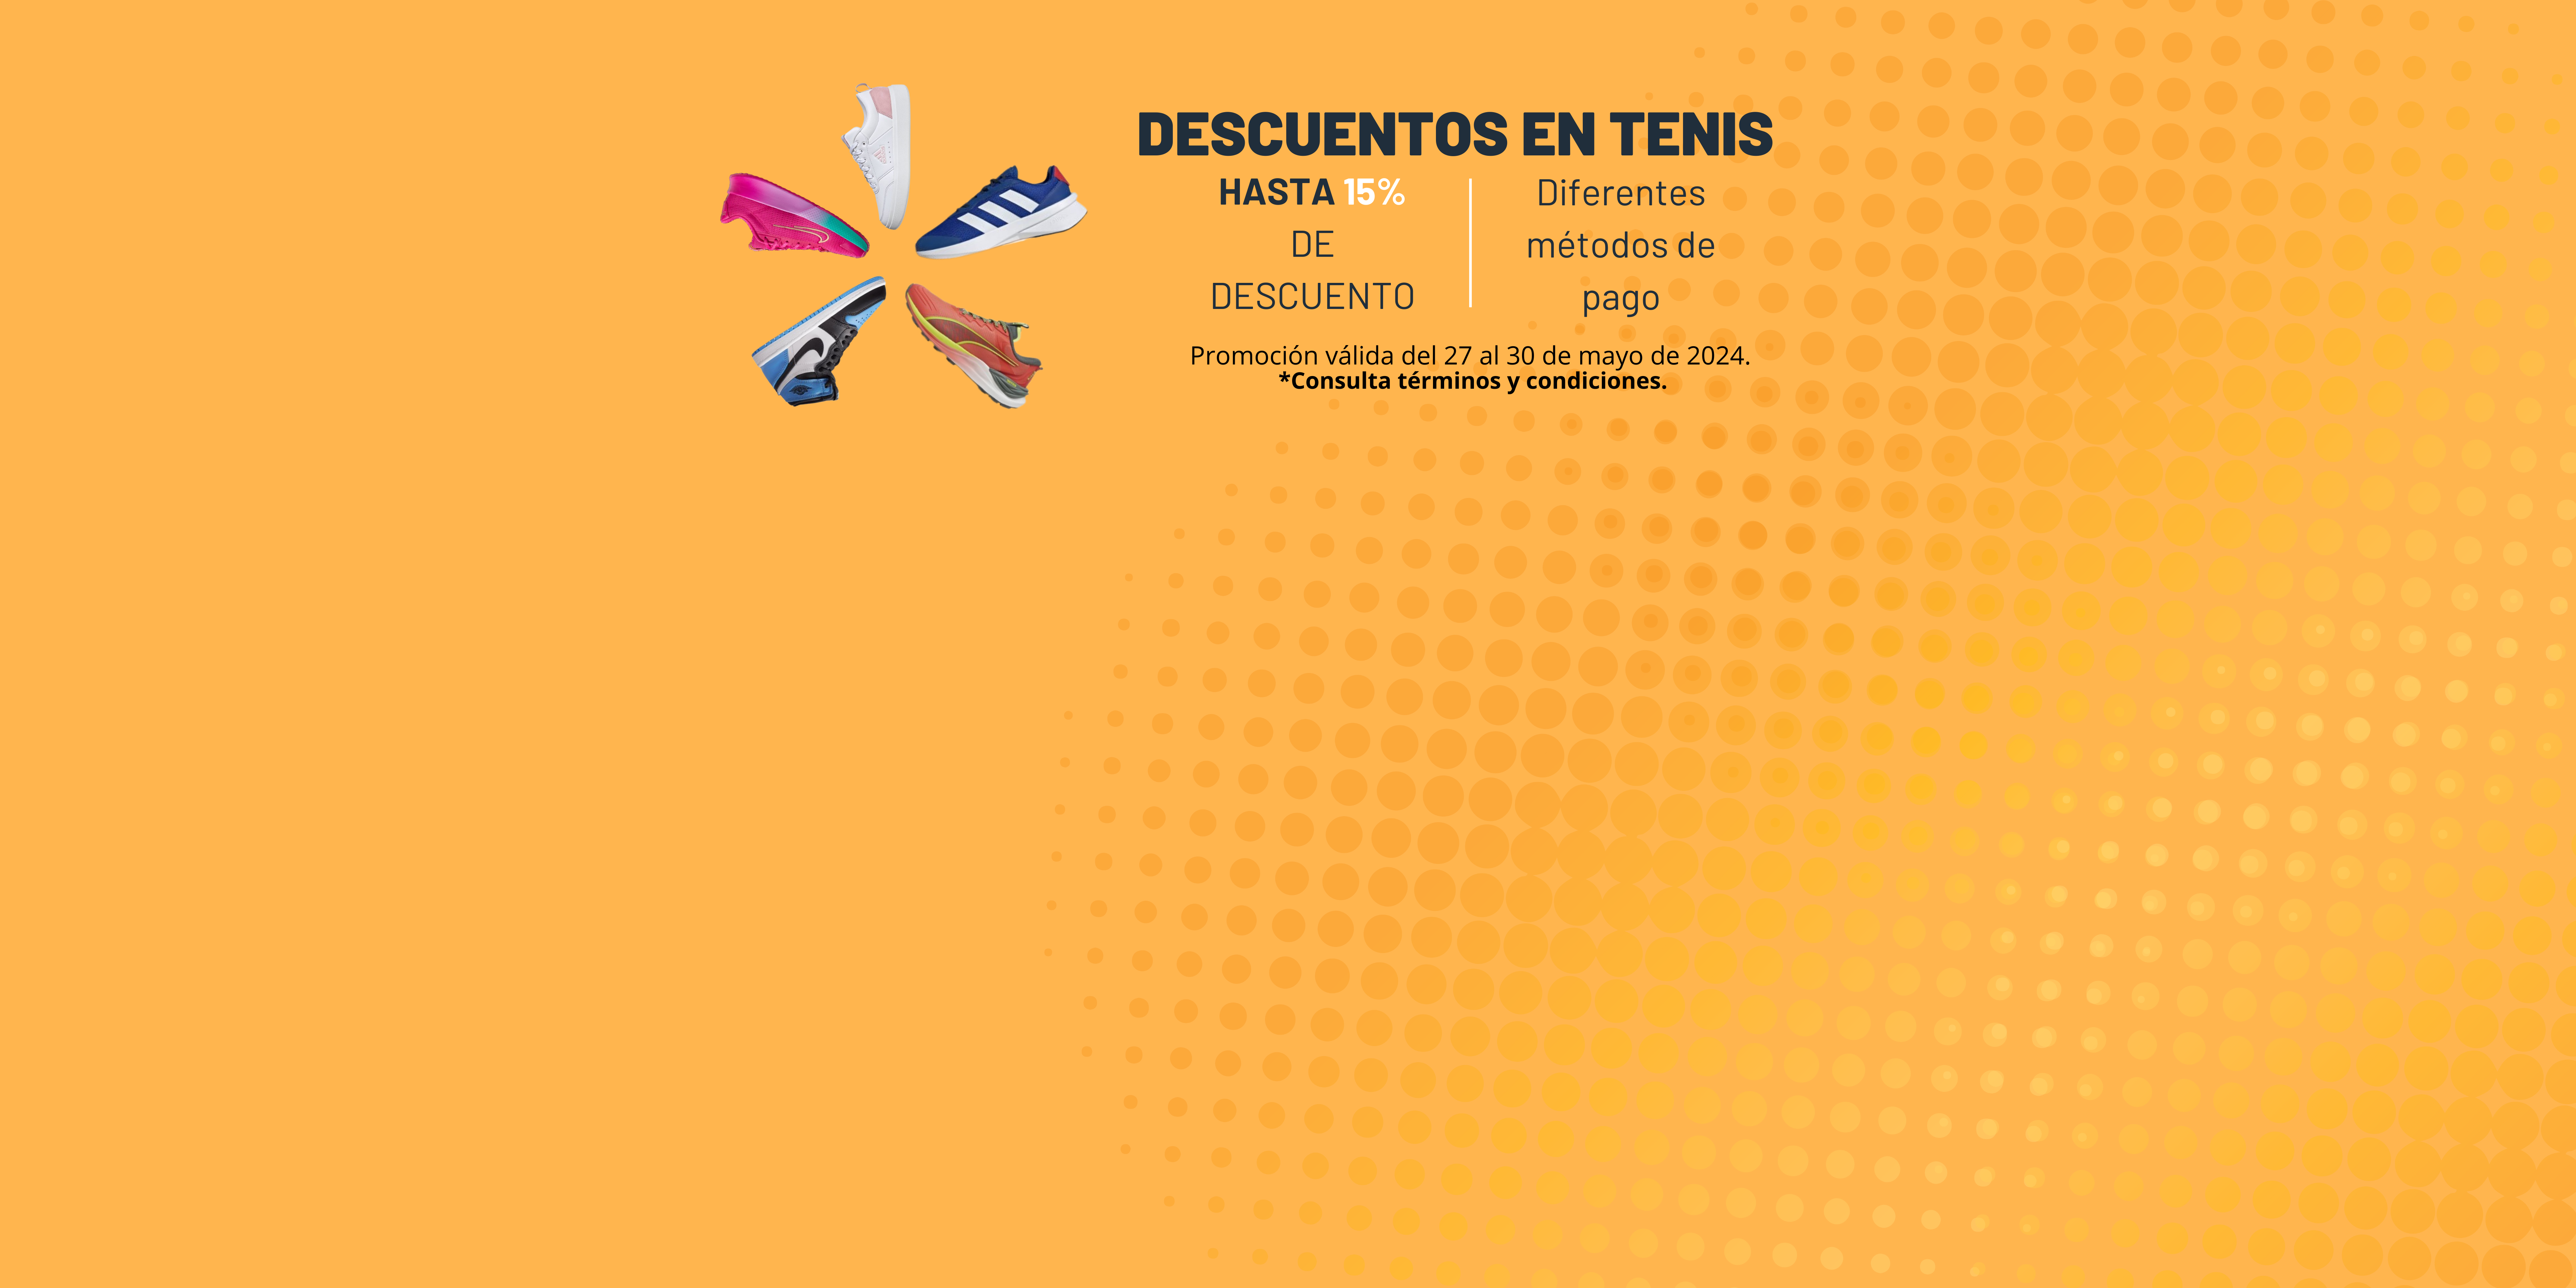 DESCUENTOS EN TENIS
HASTA 15%
DE
DESCUENTO
Diferentes
métodos de
pago
Promoción válida del 27 al 30 de mayo de 2024.
*Consulta términos y condiciones.